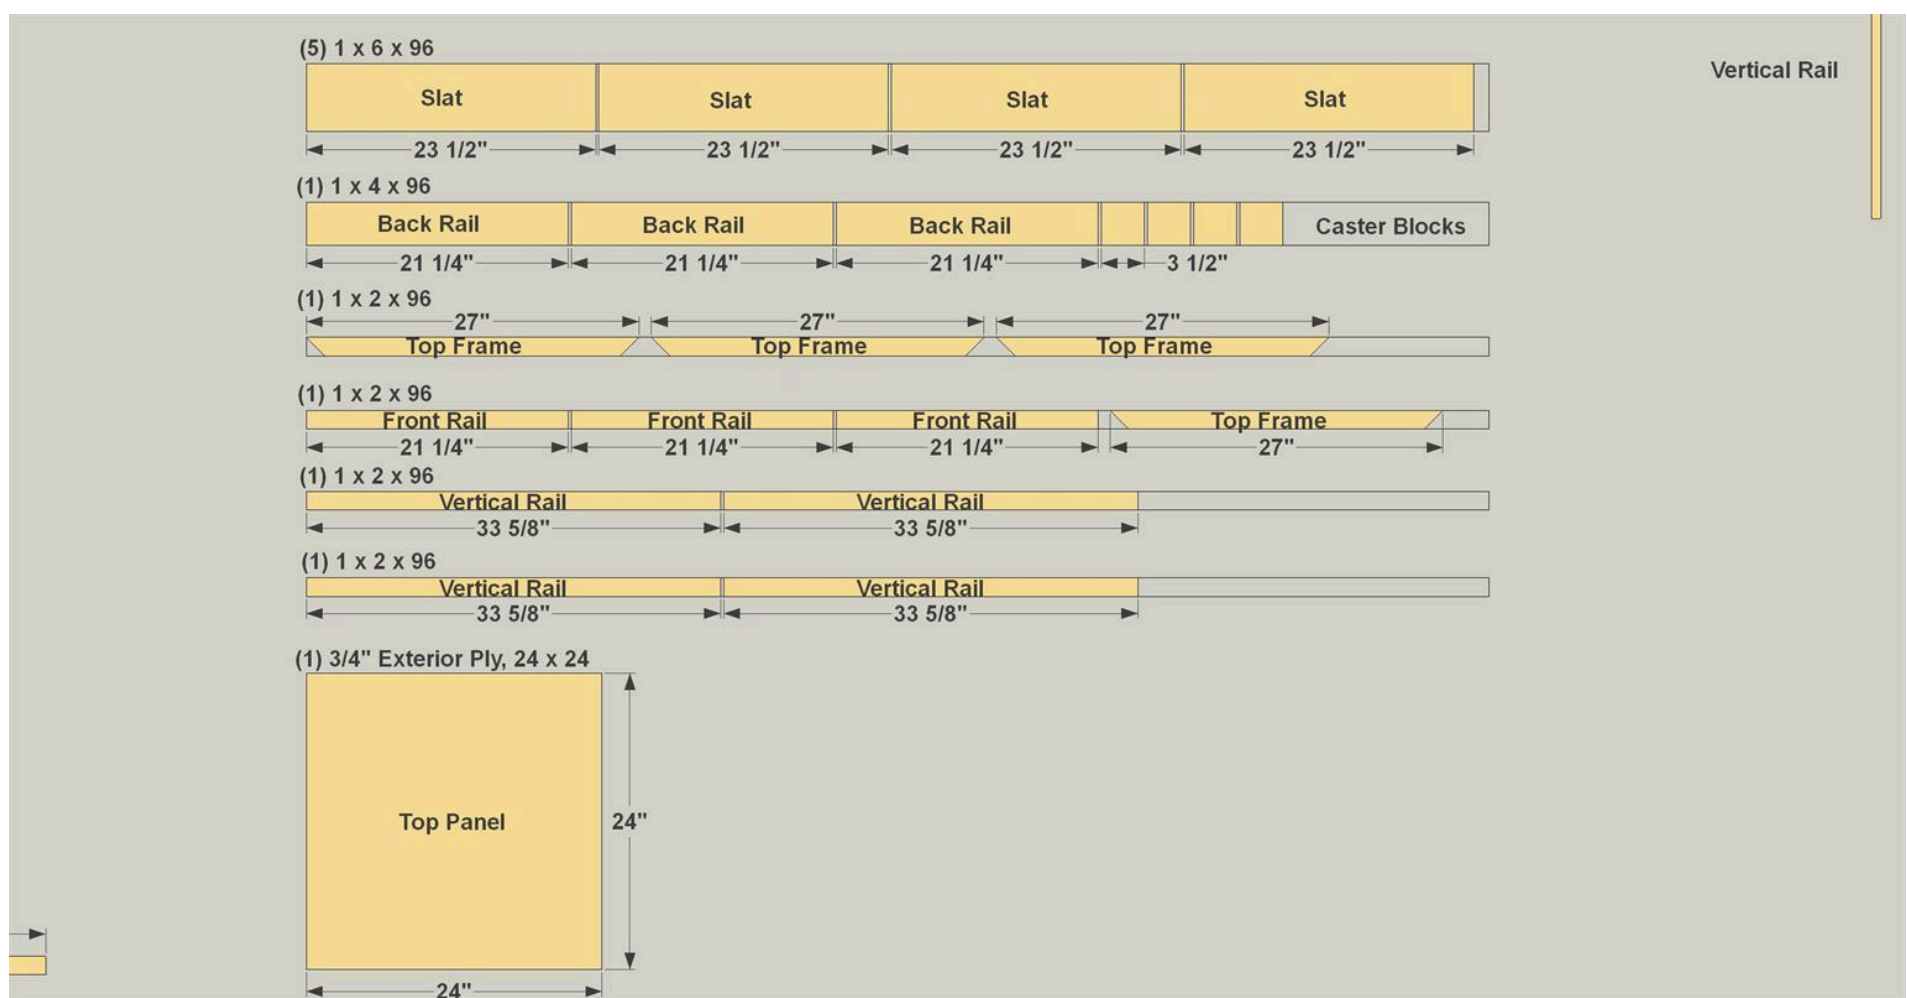 (5) 1 x 6 x 96
Vertical Rail
Slat Slat Slat Slat
23 1/2" 23 1/2" 23 1/2" 23 1/2"
(1) 1 x 4 x 96
Back Rail Back Rail Back Rail Caster Blocks
21 1/4" 21 1/4" 21 1/4" 3 1/2"
(1) 1 x 2 x 96
27" 27" 27"
Top Frame Top Frame Top Frame
(1) 1 x 2 x 96
Front Rail Front Rail Front Rail Top Frame
21 1/4" 21 1/4" 21 1/4" 27"
(1) 1 x 2 x 96
Vertical Rail Vertical Rail
33 5/8" 33 5/8"
(1) 1 x 2 x 96
Vertical Rail Vertical Rail
33 5/8" 33 5/8"
(1) 3/4" Exterior Ply, 24 x 24
Top Panel 24"
24"